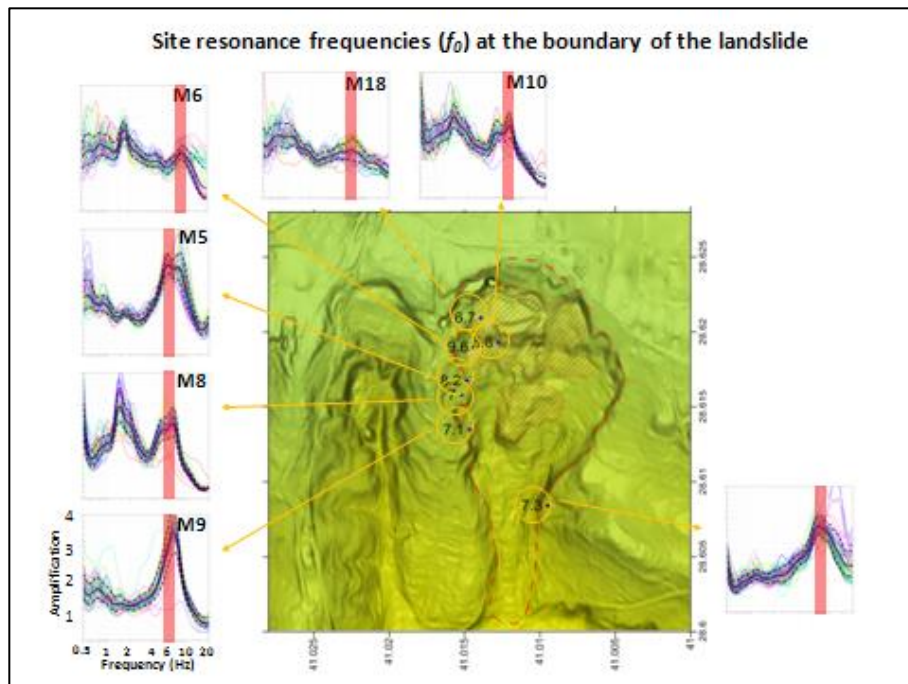 Site resonance frequencies (f₀) at the boundary of the landslide
M6
M18
M10
M5
M8
M9
Amplification
4
3
2
1
0.5 1 2 4 6 10 20
Frequency (Hz)
6.7
9.6
8.2
7.1
7.3
28.625
28.62
28.615
28.61
28.605
28.6
41.025
41.02
41.015
41.01
41.005
41